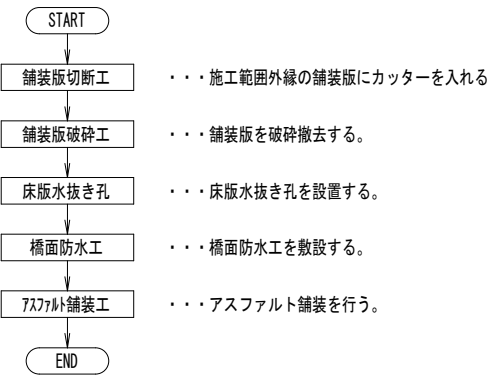 START
舗装版切断工 ・・・施工範囲外縁の舗装版にカッターを入れる
舗装版破砕工 ・・・舗装版を破砕撤去する。
床版水抜き孔 ・・・床版水抜き孔を設置する。
橋面防水工 ・・・橋面防水工を敷設する。
ｱｽﾌｧﾙﾄ舗装工 ・・・アスファルト舗装を行う。
END